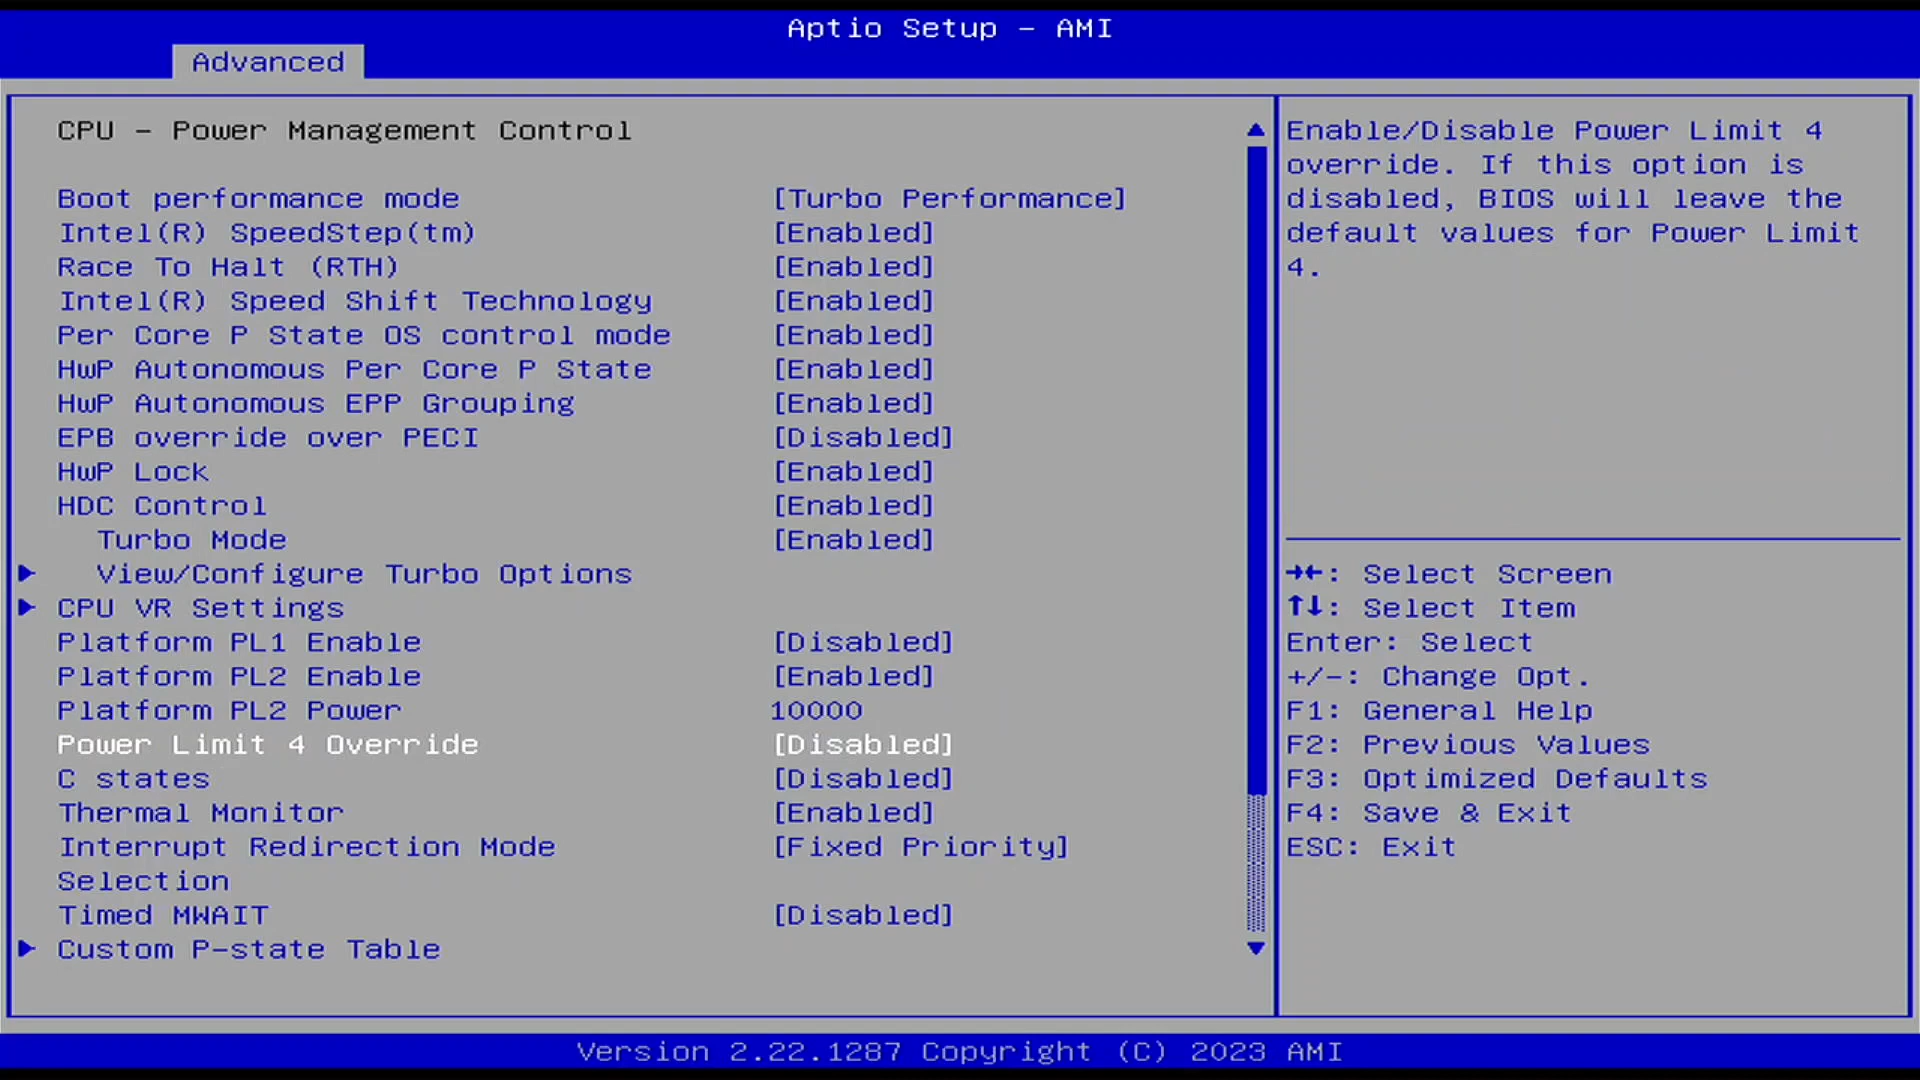 Aptio Setup – AMI
Advanced
CPU – Power Management Control
Boot performance mode [Turbo Performance]
Intel(R) SpeedStep(tm) [Enabled]
Race To Halt (RTH) [Enabled]
Intel(R) Speed Shift Technology [Enabled]
Per Core P State OS control mode [Enabled]
HwP Autonomous Per Core P State [Enabled]
HwP Autonomous EPP Grouping [Enabled]
EPB override over PECI [Disabled]
HwP Lock [Enabled]
HDC Control [Enabled]
Turbo Mode [Enabled]
View/Configure Turbo Options
CPU VR Settings
Platform PL1 Enable [Disabled]
Platform PL2 Enable [Enabled]
Platform PL2 Power 10000
Power Limit 4 Override [Disabled]
C states [Disabled]
Thermal Monitor [Enabled]
Interrupt Redirection Mode [Fixed Priority]
Selection
Timed MWAIT [Disabled]
Custom P-state Table
Enable/Disable Power Limit 4
override. If this option is
disabled, BIOS will leave the
default values for Power Limit
4.
→←: Select Screen
↑↓: Select Item
Enter: Select
+/-: Change Opt.
F1: General Help
F2: Previous Values
F3: Optimized Defaults
F4: Save & Exit
ESC: Exit
Version 2.22.1287 Copyright (C) 2023 AMI